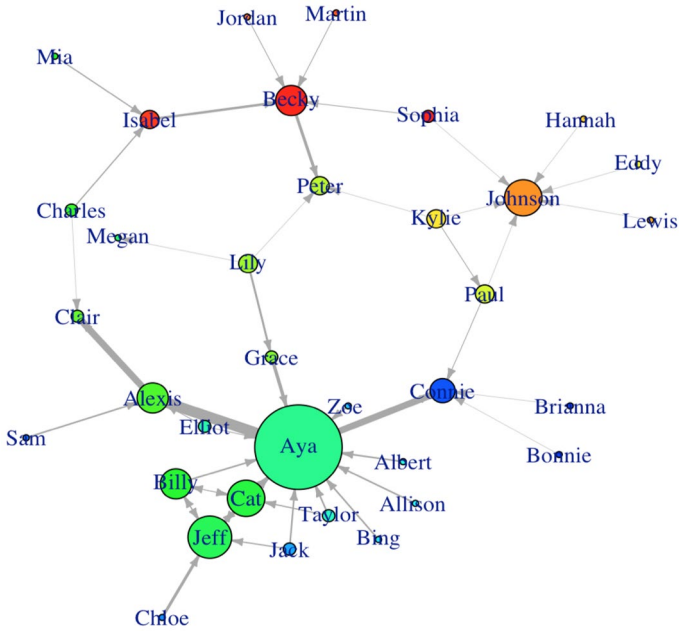 Jordan
Martin
Mia
Becky
Isabel
Sophia
Hannah
Eddy
Peter
Johnson
Charles
Kylie
Lewis
Megan
Lily
Paul
Clair
Grace
Connie
Alexis
Zoe
Brianna
Elliot
Sam
Aya
Bonnie
Albert
Billy
Cat
Allison
Taylor
Jeff
Bing
Jack
Chloe